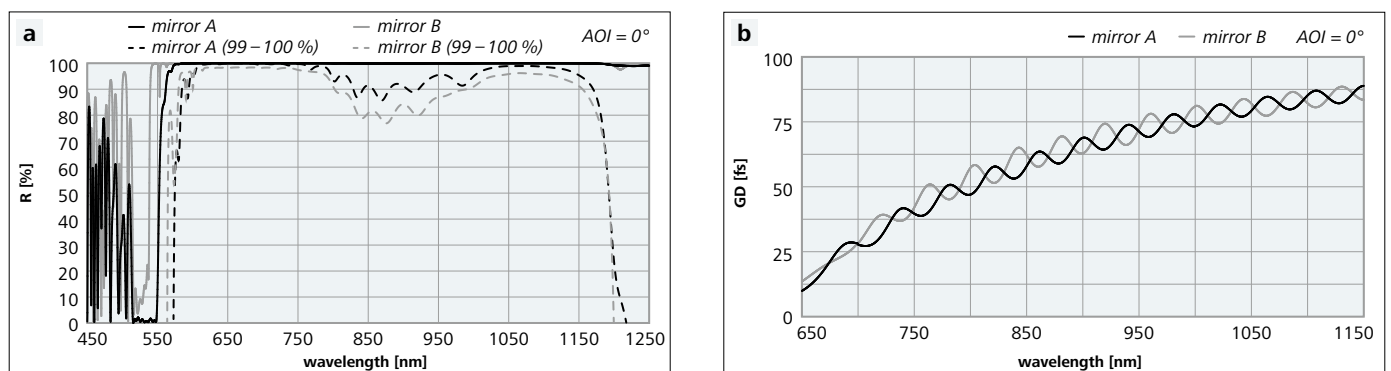 a
mirror A mirror B
mirror A (99 – 100 %) mirror B (99 – 100 %) AOI = 0°
R [%]
100
90
80
70
60
50
40
30
20
10
0
450 550 650 750 850 950 1050 1150 1250
wavelength [nm]
b
mirror A mirror B AOI = 0°
GD [fs]
100
75
50
25
0
650 750 850 950 1050 1150
wavelength [nm]